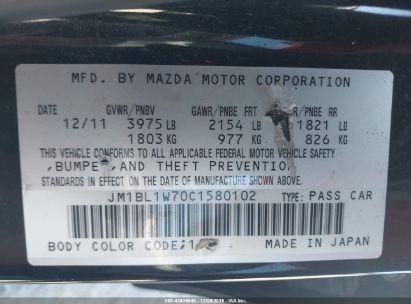 MFD. BY MAZDA MOTOR CORPORATION
DATE GVWR/PNBV GAWR/PNBE FRT /PNBE RR
12/11 3975 LB 2154 LB 1821 LB
1803 KG 977 KG 826 KG
THIS VEHICLE CONFORMS TO ALL APPLICABLE FEDERAL MOTOR VEHICLE SAFETY
,BUMPE ,AND THEFT PREVENTION
STANDARDS IN EFFECT ON THE DATE OF MANUFACTURE SHOWN ABOVE.
JM1BL1W70C1580102 TYPE: PASS CAR
BODY COLOR CODE: MADE IN JAPAN